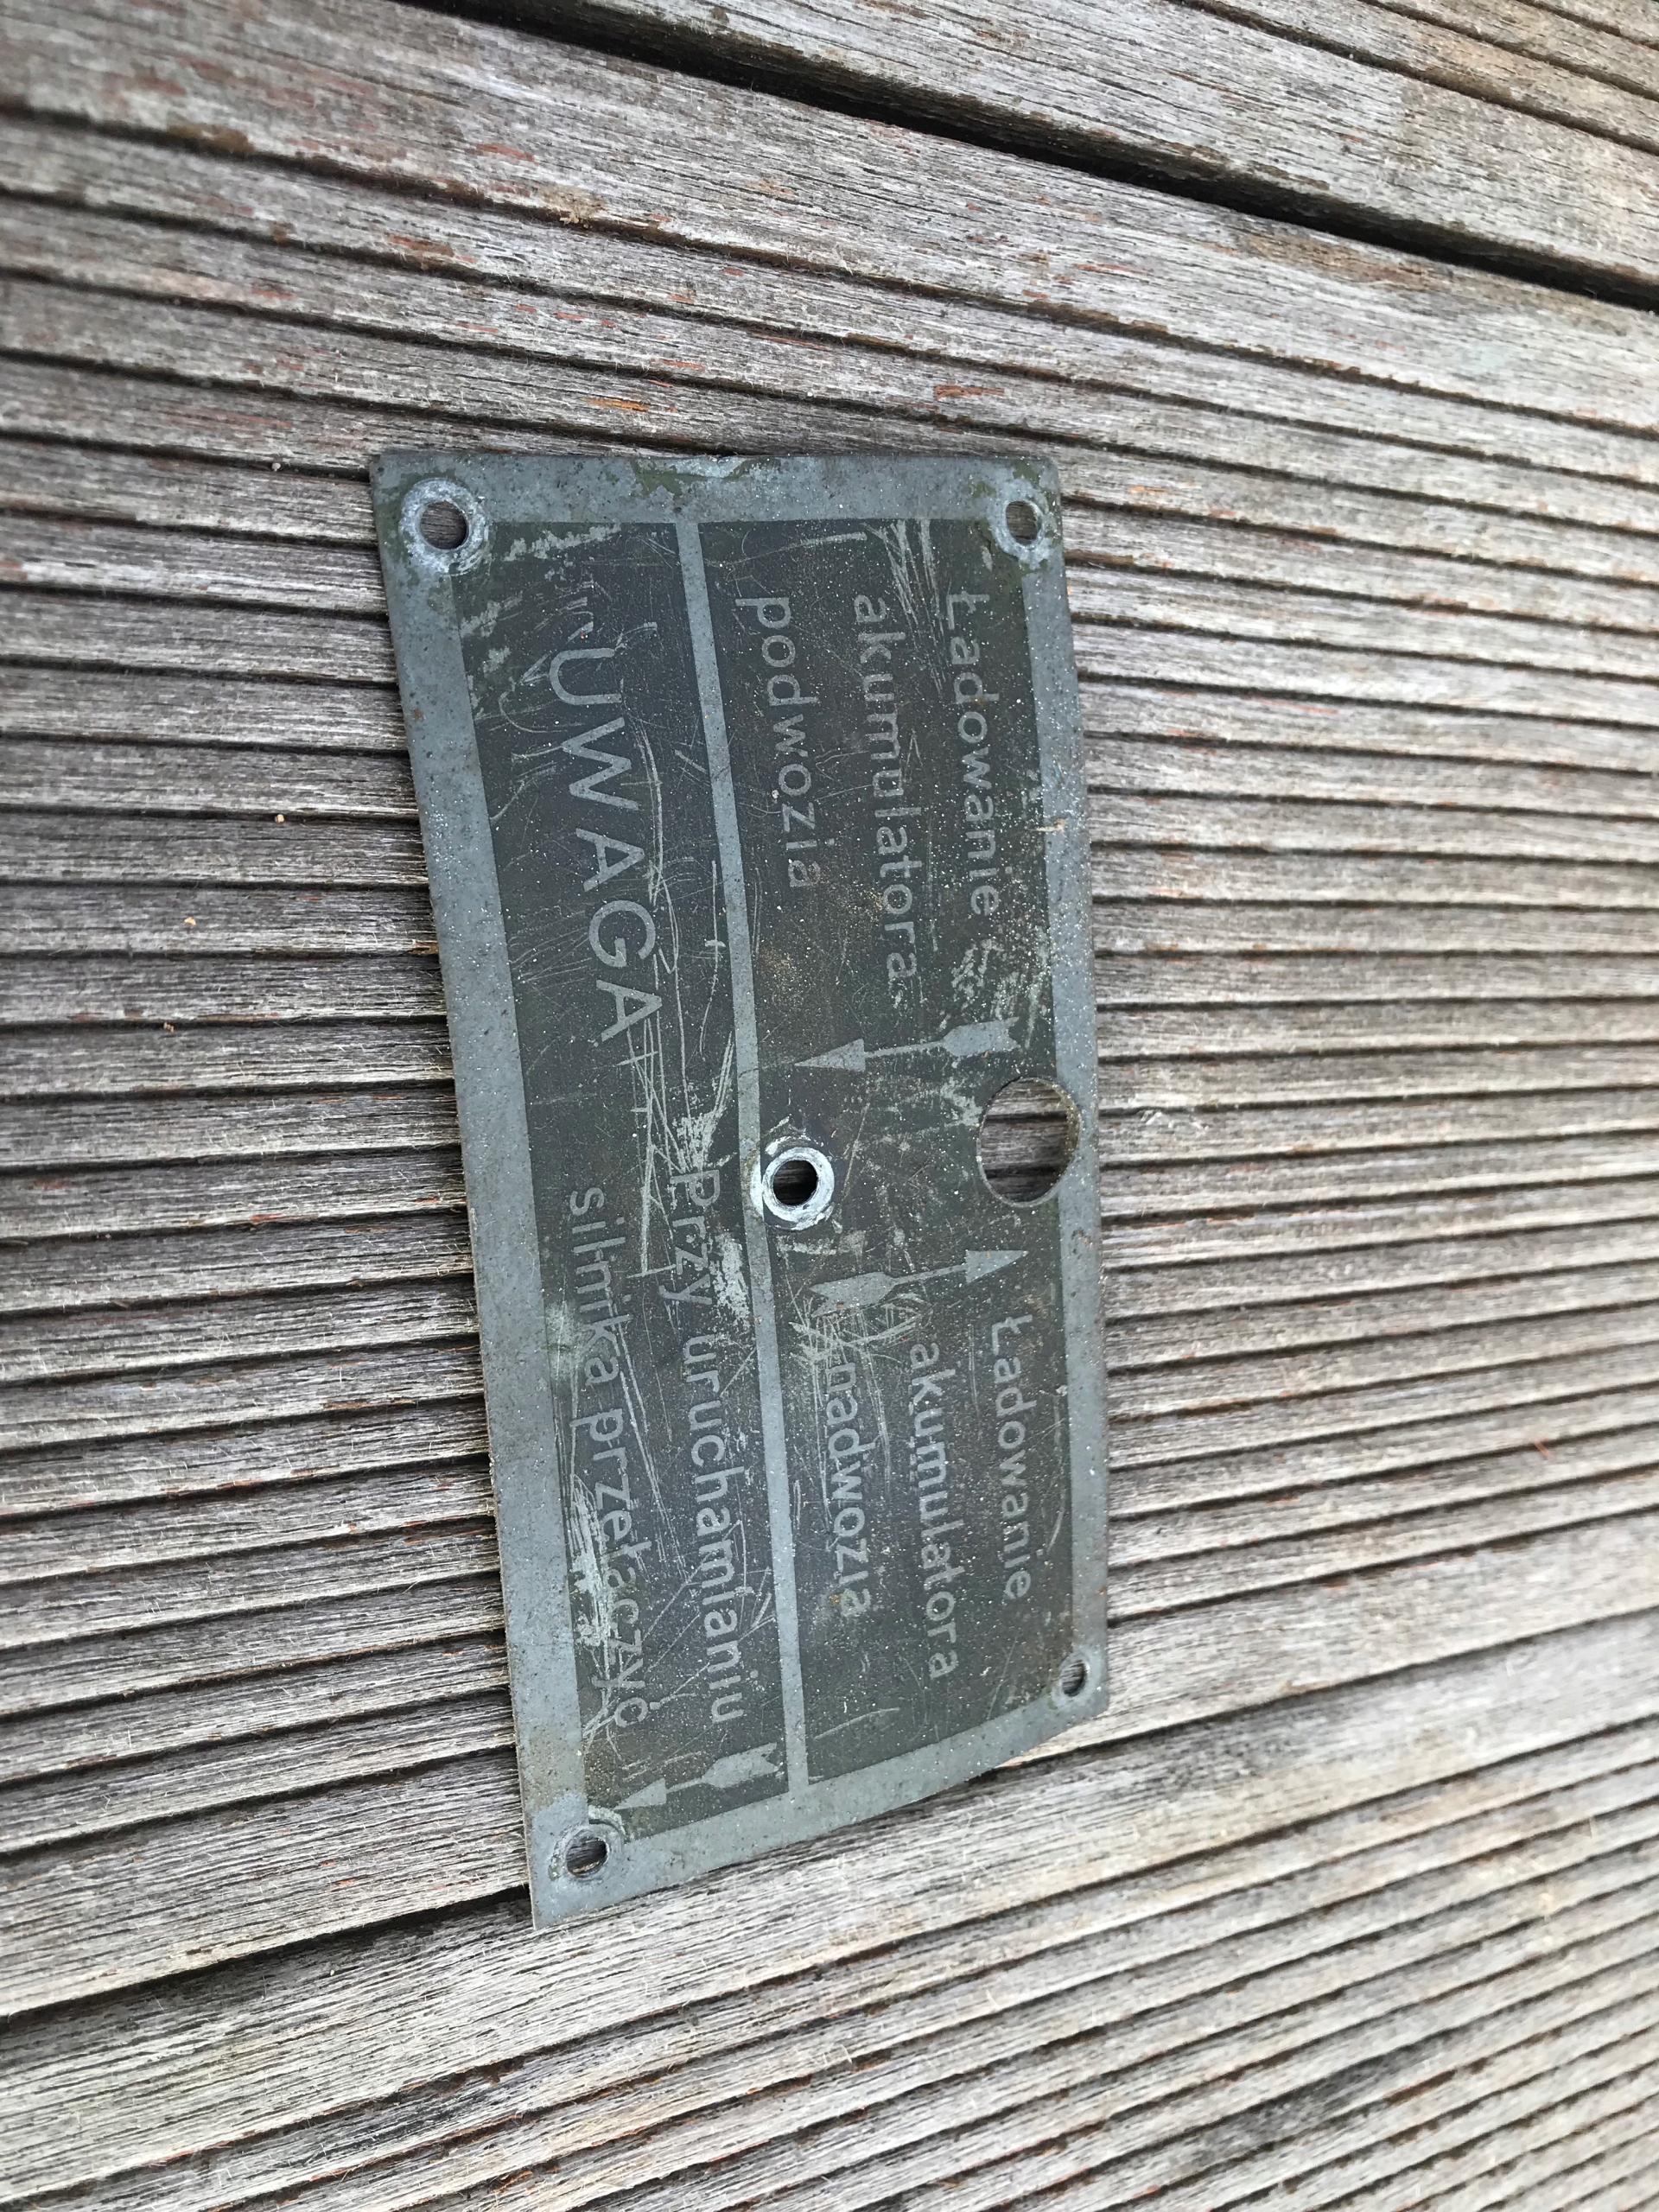 Ładowanie
akumulatora
podwozia
Ładowanie
akumulatora
nadwozia
UWAGA
Przy uruchamianiu
silnika przełączyć